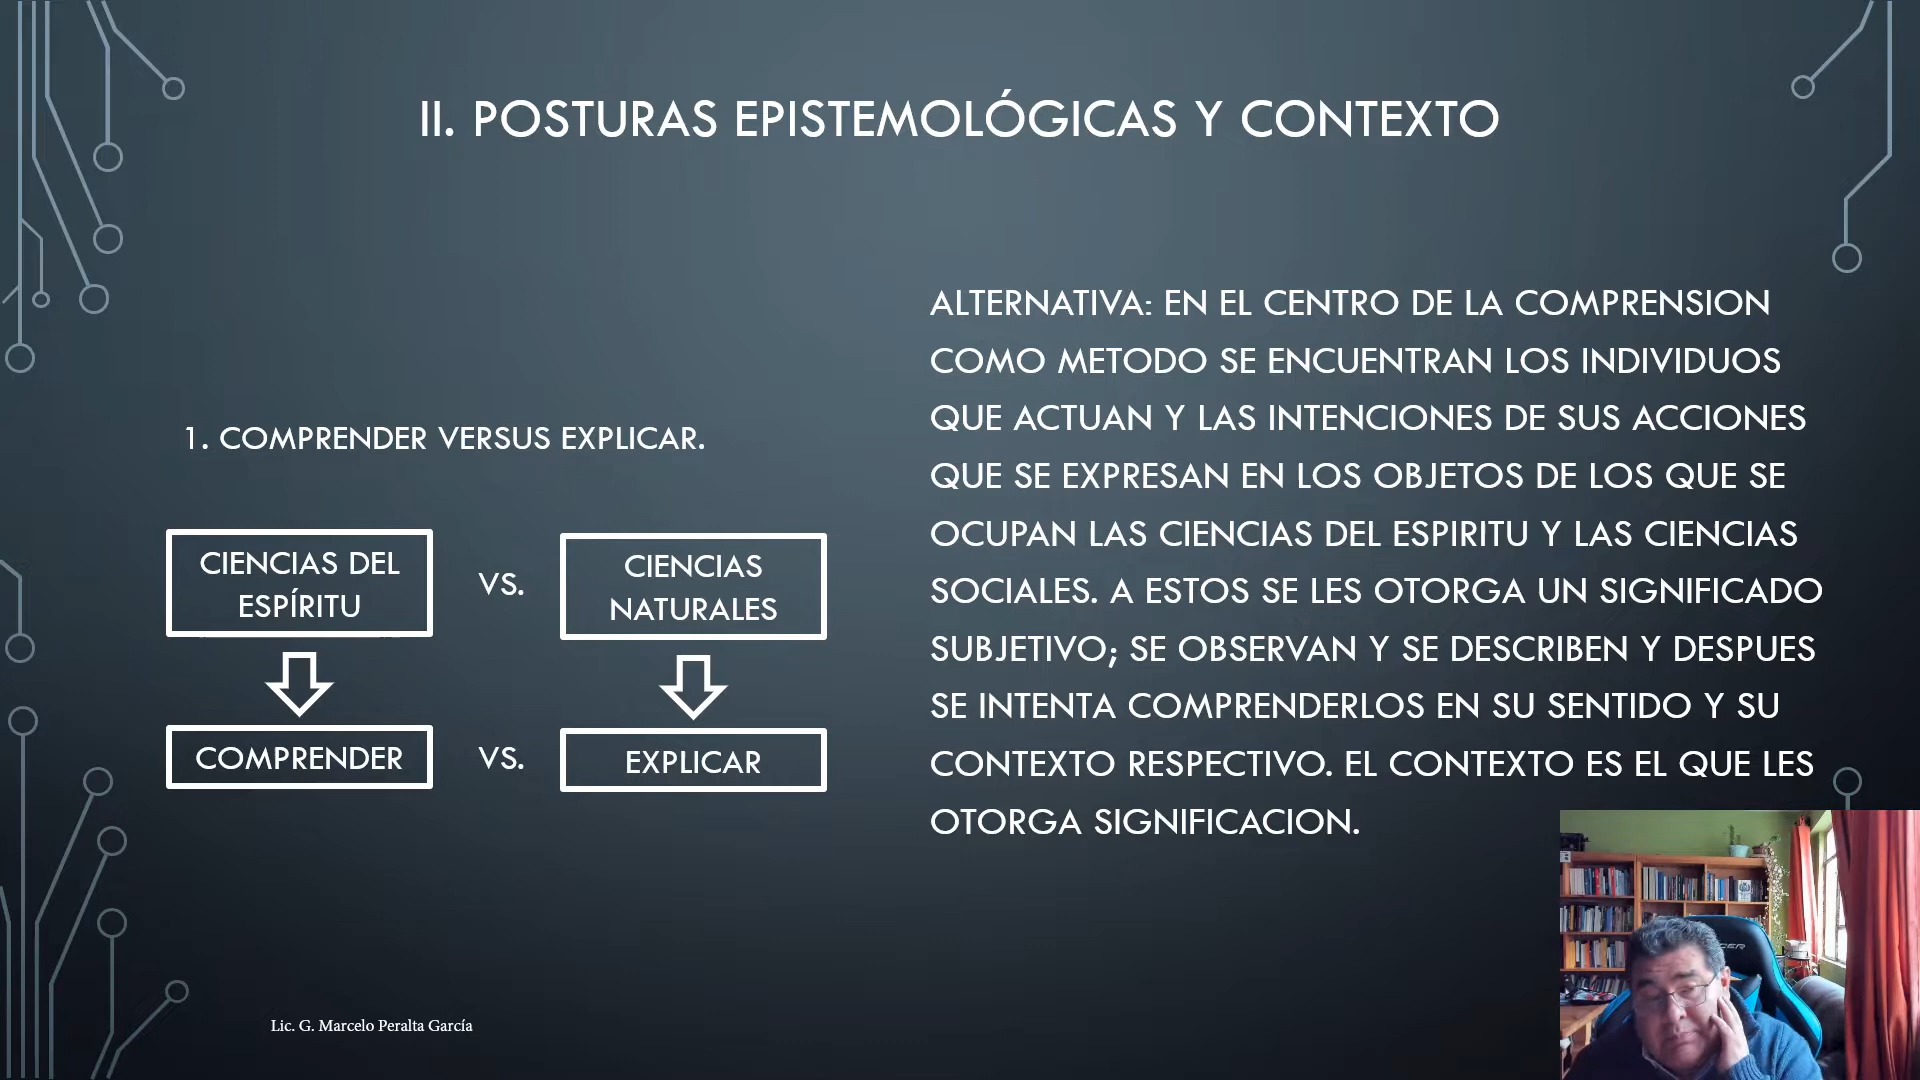 II. POSTURAS EPISTEMOLÓGICAS Y CONTEXTO
1. COMPRENDER VERSUS EXPLICAR.
CIENCIAS DEL
ESPÍRITU
VS.
CIENCIAS
NATURALES
COMPRENDER
VS.
EXPLICAR
ALTERNATIVA: EN EL CENTRO DE LA COMPRENSION
COMO METODO SE ENCUENTRAN LOS INDIVIDUOS
QUE ACTUAN Y LAS INTENCIONES DE SUS ACCIONES
QUE SE EXPRESAN EN LOS OBJETOS DE LOS QUE SE
OCUPAN LAS CIENCIAS DEL ESPIRITU Y LAS CIENCIAS
SOCIALES. A ESTOS SE LES OTORGA UN SIGNIFICADO
SUBJETIVO; SE OBSERVAN Y SE DESCRIBEN Y DESPUES
SE INTENTA COMPRENDERLOS EN SU SENTIDO Y SU
CONTEXTO RESPECTIVO. EL CONTEXTO ES EL QUE LES
OTORGA SIGNIFICACION.
Lic. G. Marcelo Peralta García